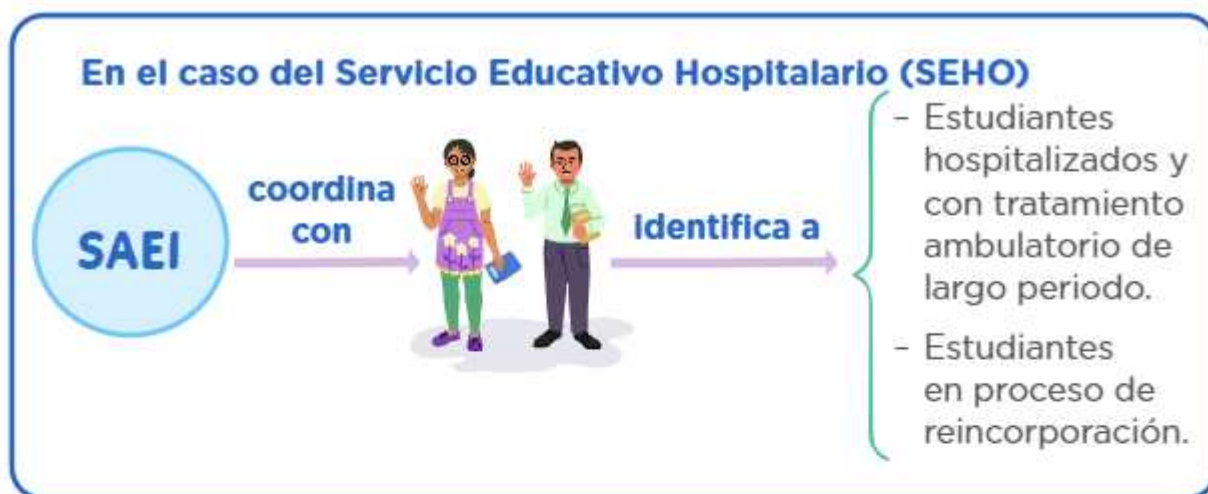 En el caso del Servicio Educativo Hospitalario (SEHO)
SAEI
coordina
con
identifica a
- Estudiantes
hospitalizados y
con tratamiento
ambulatorio de
largo periodo.
- Estudiantes
en proceso de
reincorporación.